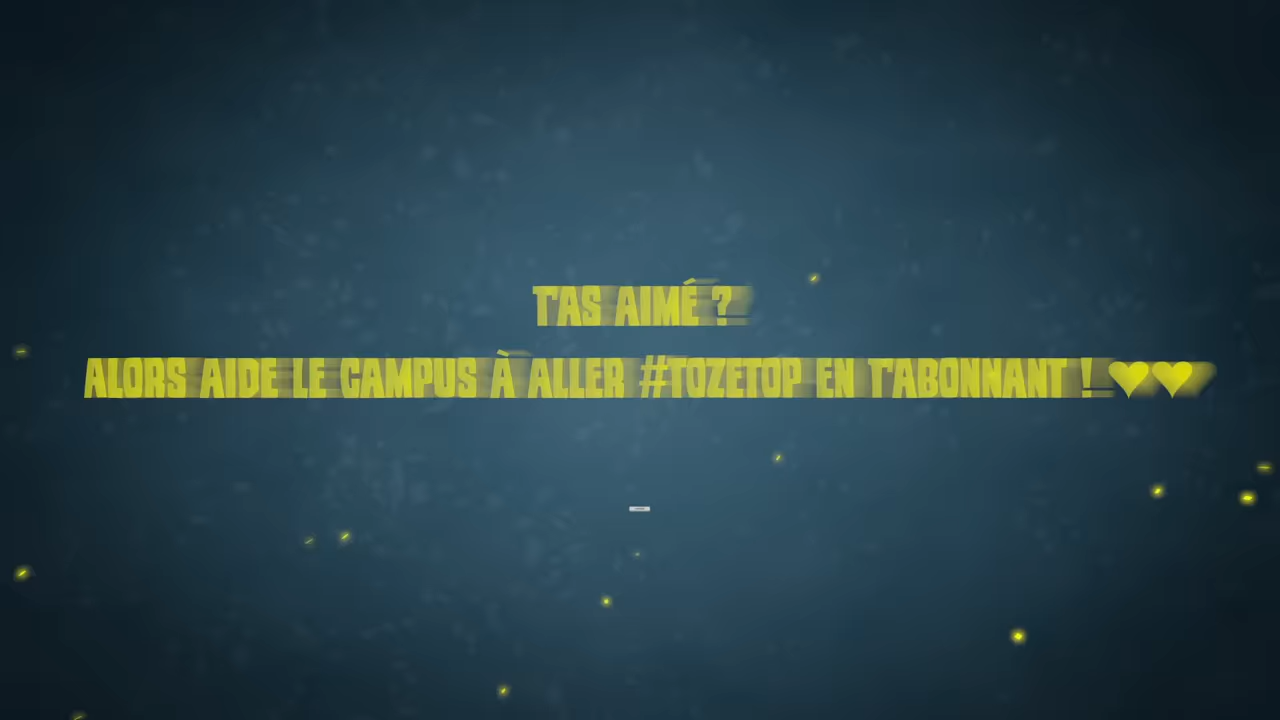 T'AS AIMÉ ?
ALORS AIDE LE CAMPUS À ALLER #TOZETOP EN T'ABONNANT ! ♥♥